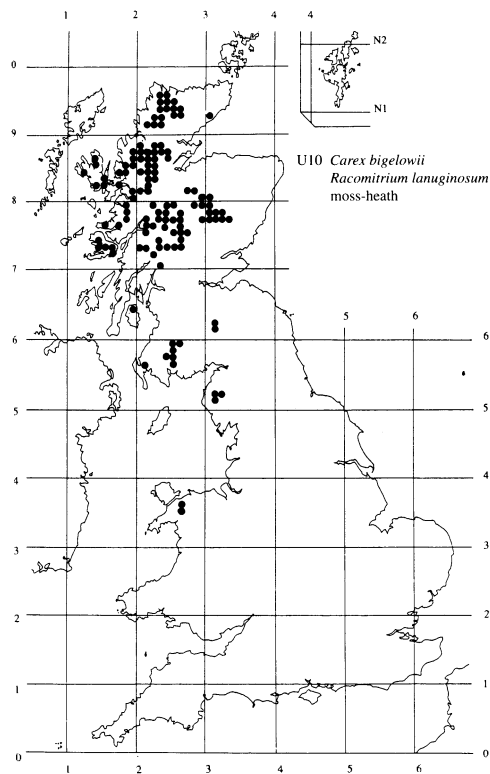 1 2 3 4
N2
N1
0
9
8
7
6 5 6 6
5 5
4 4
3 3
2 2
1 1
0 0
1 2 3 4 5 6
U10 Carex bigelowii
Racomitrium lanuginosum
moss-heath